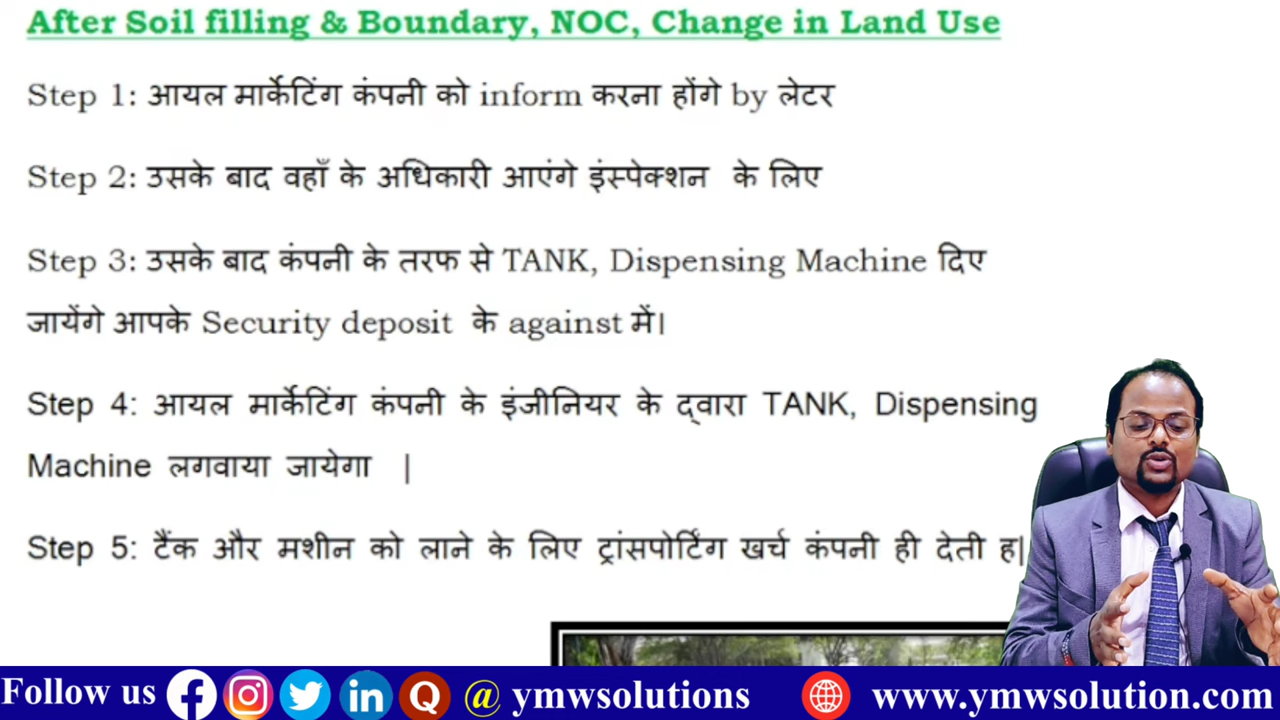 After Soil filling & Boundary, NOC, Change in Land Use
Step 1: आयल मार्केटिंग कंपनी को inform करना होंगे by लेटर
Step 2: उसके बाद वहाँ के अधिकारी आएंगे इंस्पेक्शन के लिए
Step 3: उसके बाद कंपनी के तरफ से TANK, Dispensing Machine दिए
जायेंगे आपके Security deposit के against में।
Step 4: आयल मार्केटिंग कंपनी के इंजीनियर के द्वारा TANK, Dispensing
Machine लगवाया जायेगा |
Step 5: टैंक और मशीन को लाने के लिए ट्रांसपोर्टिंग खर्च कंपनी ही देती ह|
Follow us @ ymwsolutions www.ymwsolution.com